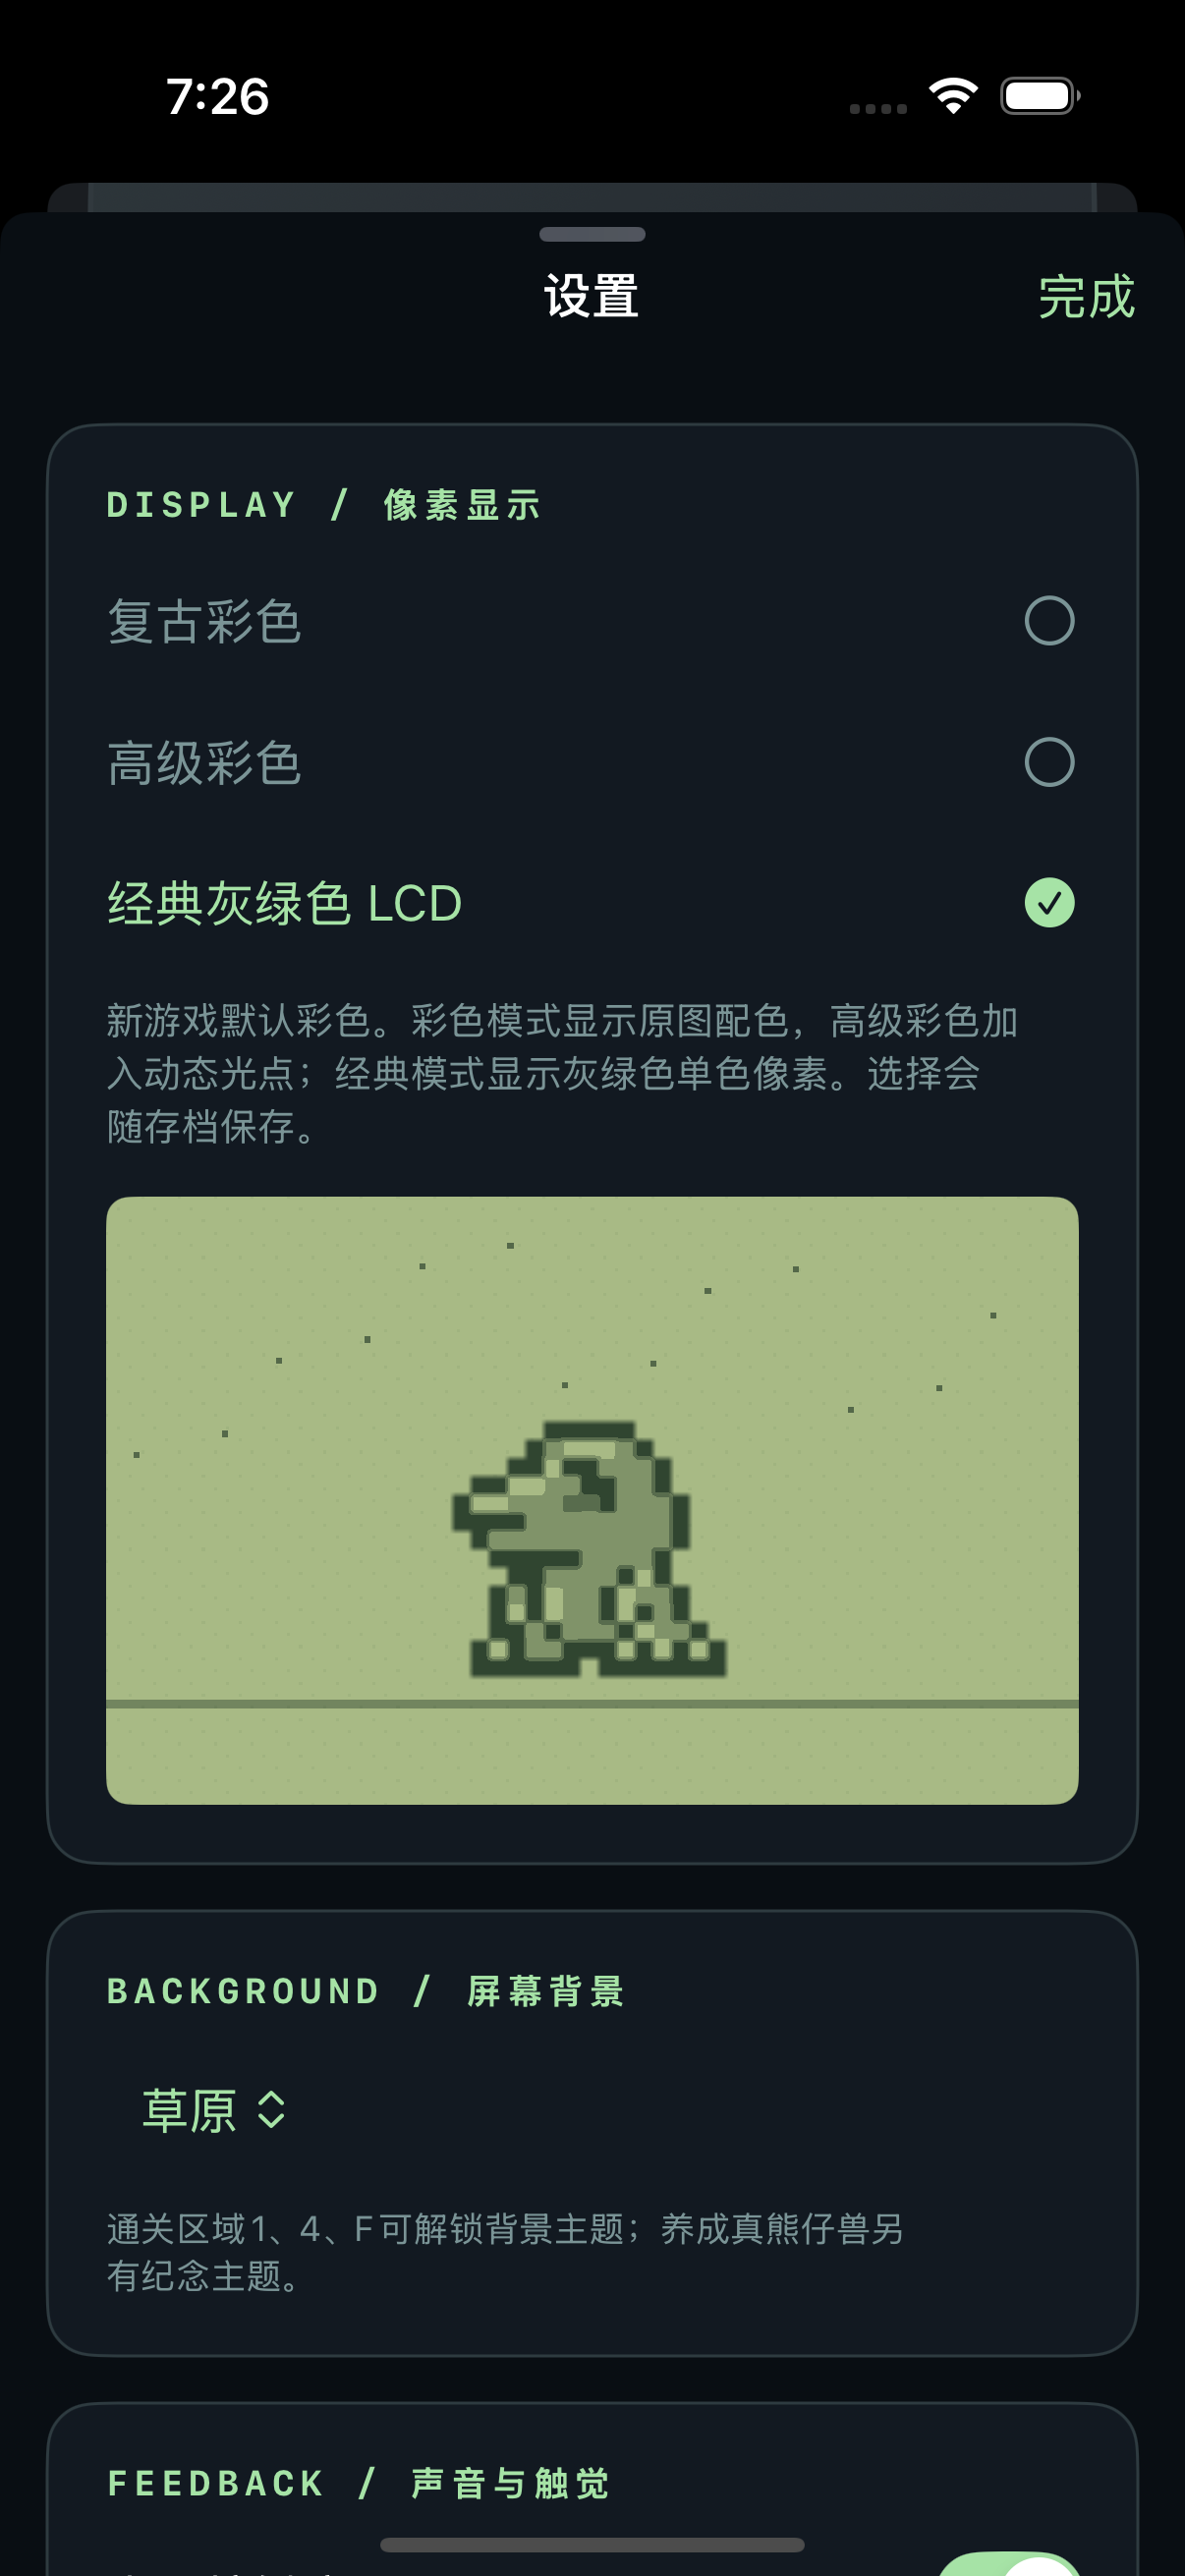 7:26
设置
完成
DISPLAY / 像素显示
复古彩色
高级彩色
经典灰绿色 LCD
新游戏默认彩色。彩色模式显示原图配色，高级彩色加
入动态光点；经典模式显示灰绿色单色像素。选择会
随存档保存。
BACKGROUND / 屏幕背景
草原
通关区域 1、4、F 可解锁背景主题；养成真熊仔兽另
有纪念主题。
FEEDBACK / 声音与触觉